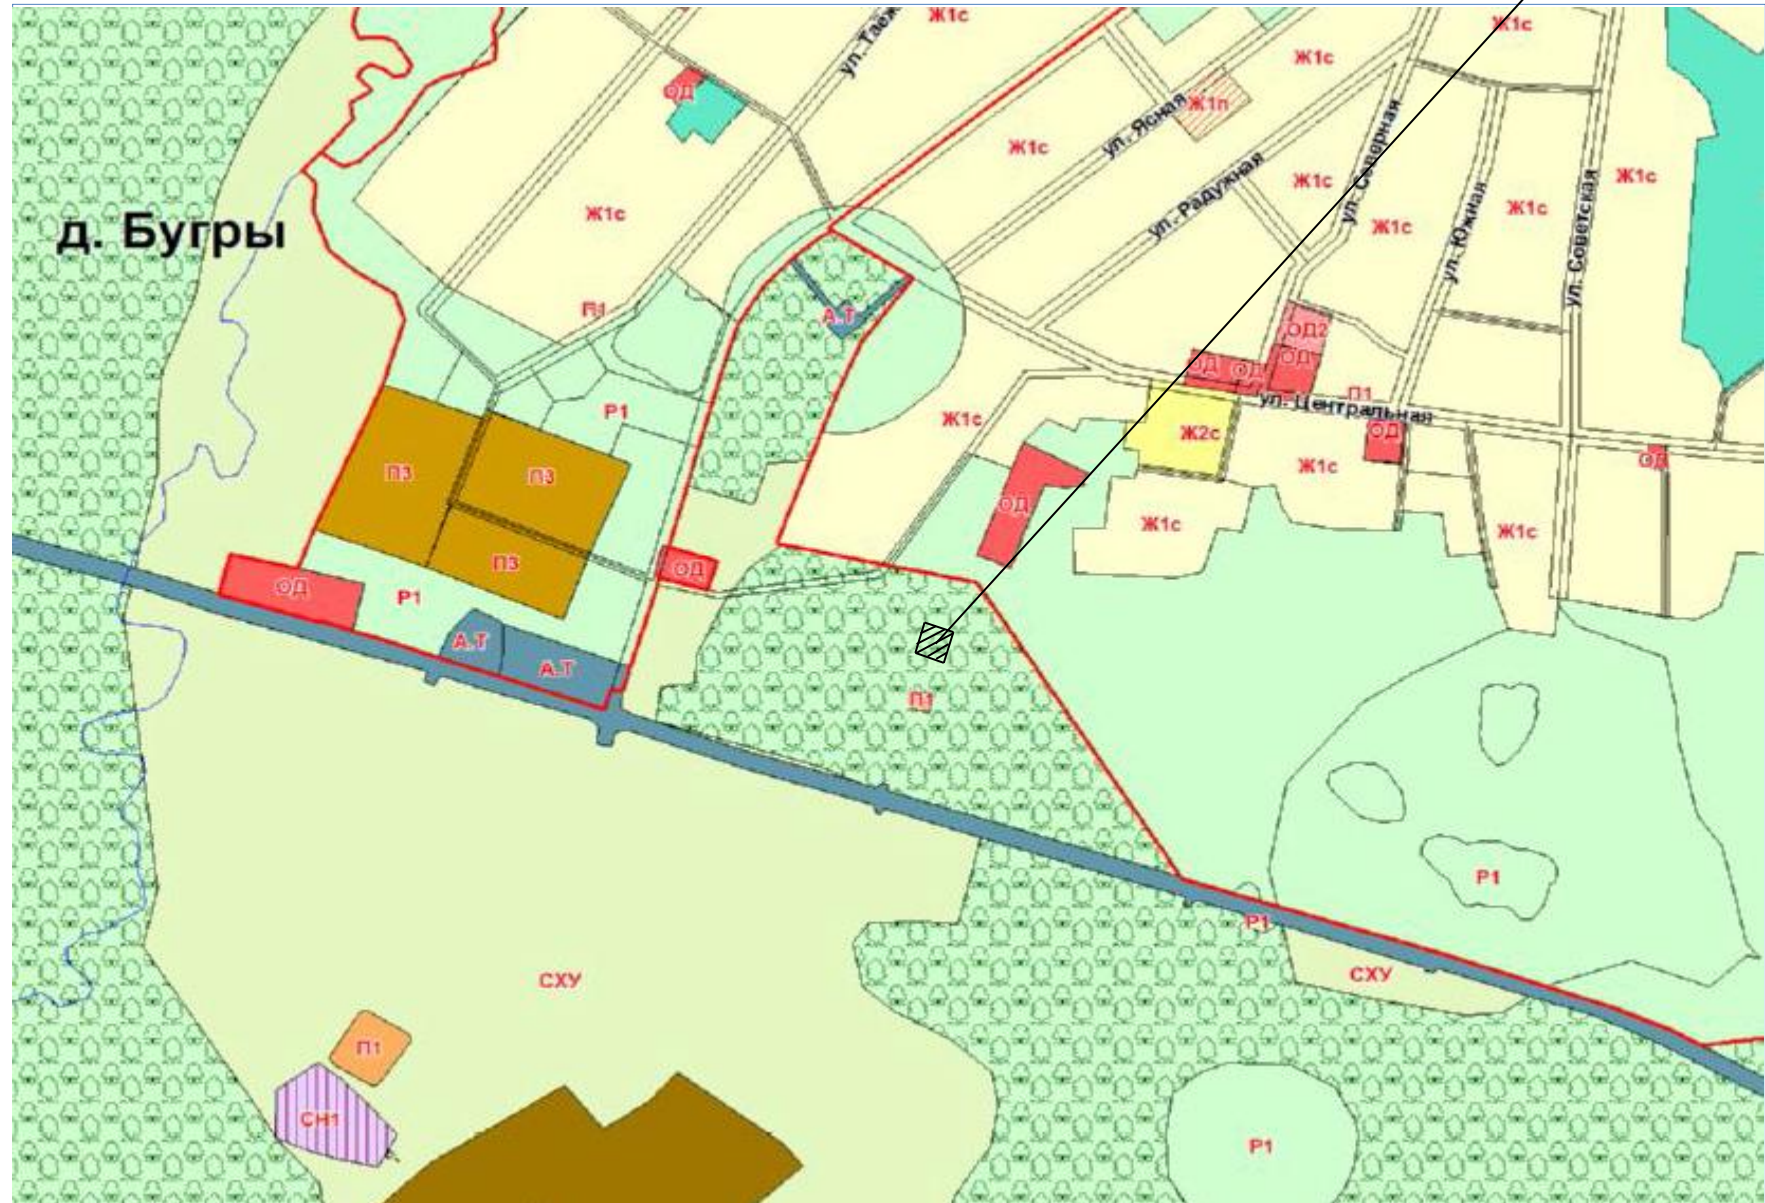 Ж1с
ул. Таеж
Ж1с
Ж1с
ОД
Ж1п
ул. Ясная
Ж1с
ул. Северная
Ж1с
Ж1с
ул. Радужная
Ж1с
Ж1с
Ж1с
ул. Южная
ул. Советская
д. Бугры
П1
А.Т
ОД2
ОД
ОД
ОД
П1
ул. Центральная
Р1
Ж1с
Ж2с
ОД
ОД
Ж1с
П3
П3
ОД
Ж1с
Ж1с
П3
ОД
ОД
Р1
А.Т
А.Т
П1
Р1
Р1
СХУ
СХУ
П1
СН1
Р1